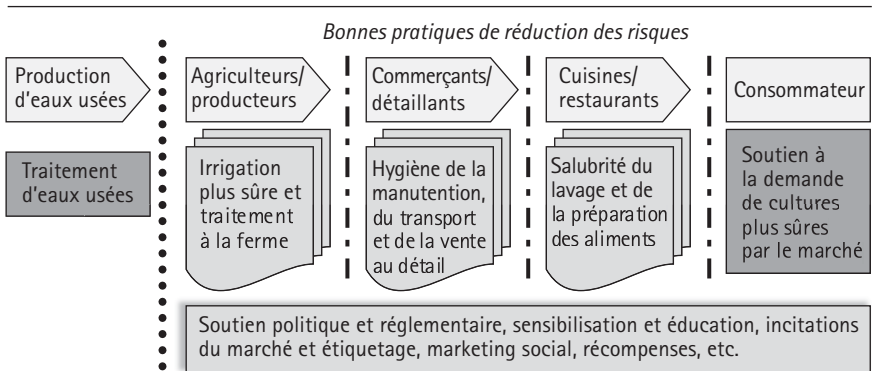 Bonnes pratiques de réduction des risques
Production
d'eaux usées
Agriculteurs/
producteurs
Commerçants/
détaillants
Cuisines/
restaurants
Consommateur
Traitement
d'eaux usées
Irrigation
plus sûre et
traitement
à la ferme
Hygiène de la
manutention,
du transport
et de la vente
au détail
Salubrité du
lavage et de
la préparation
des aliments
Soutien à
la demande
de cultures
plus sûres
par le marché
Soutien politique et réglementaire, sensibilisation et éducation, incitations
du marché et étiquetage, marketing social, récompenses, etc.